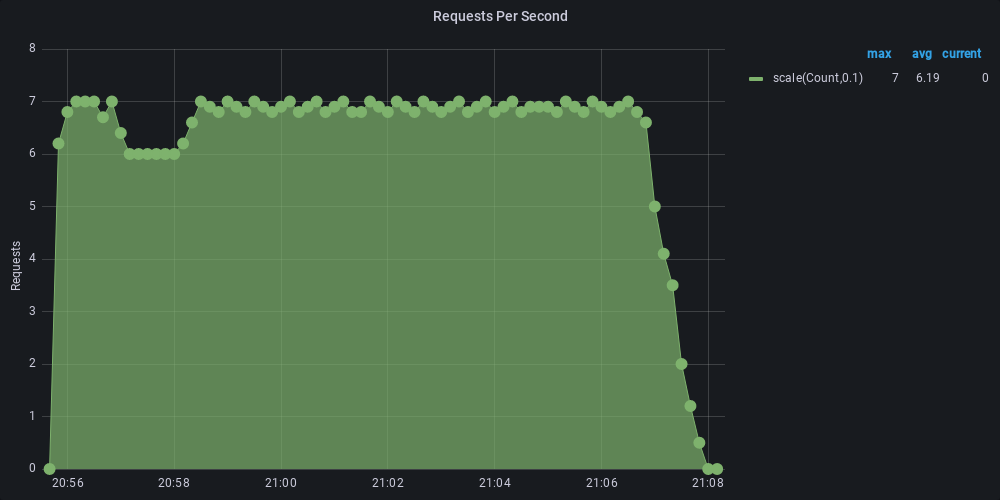 Requests Per Second
max avg current
scale(Count,0.1) 7 6.19 0
Requests
8
7
6
5
4
3
2
1
0
20:56 20:58 21:00 21:02 21:04 21:06 21:08